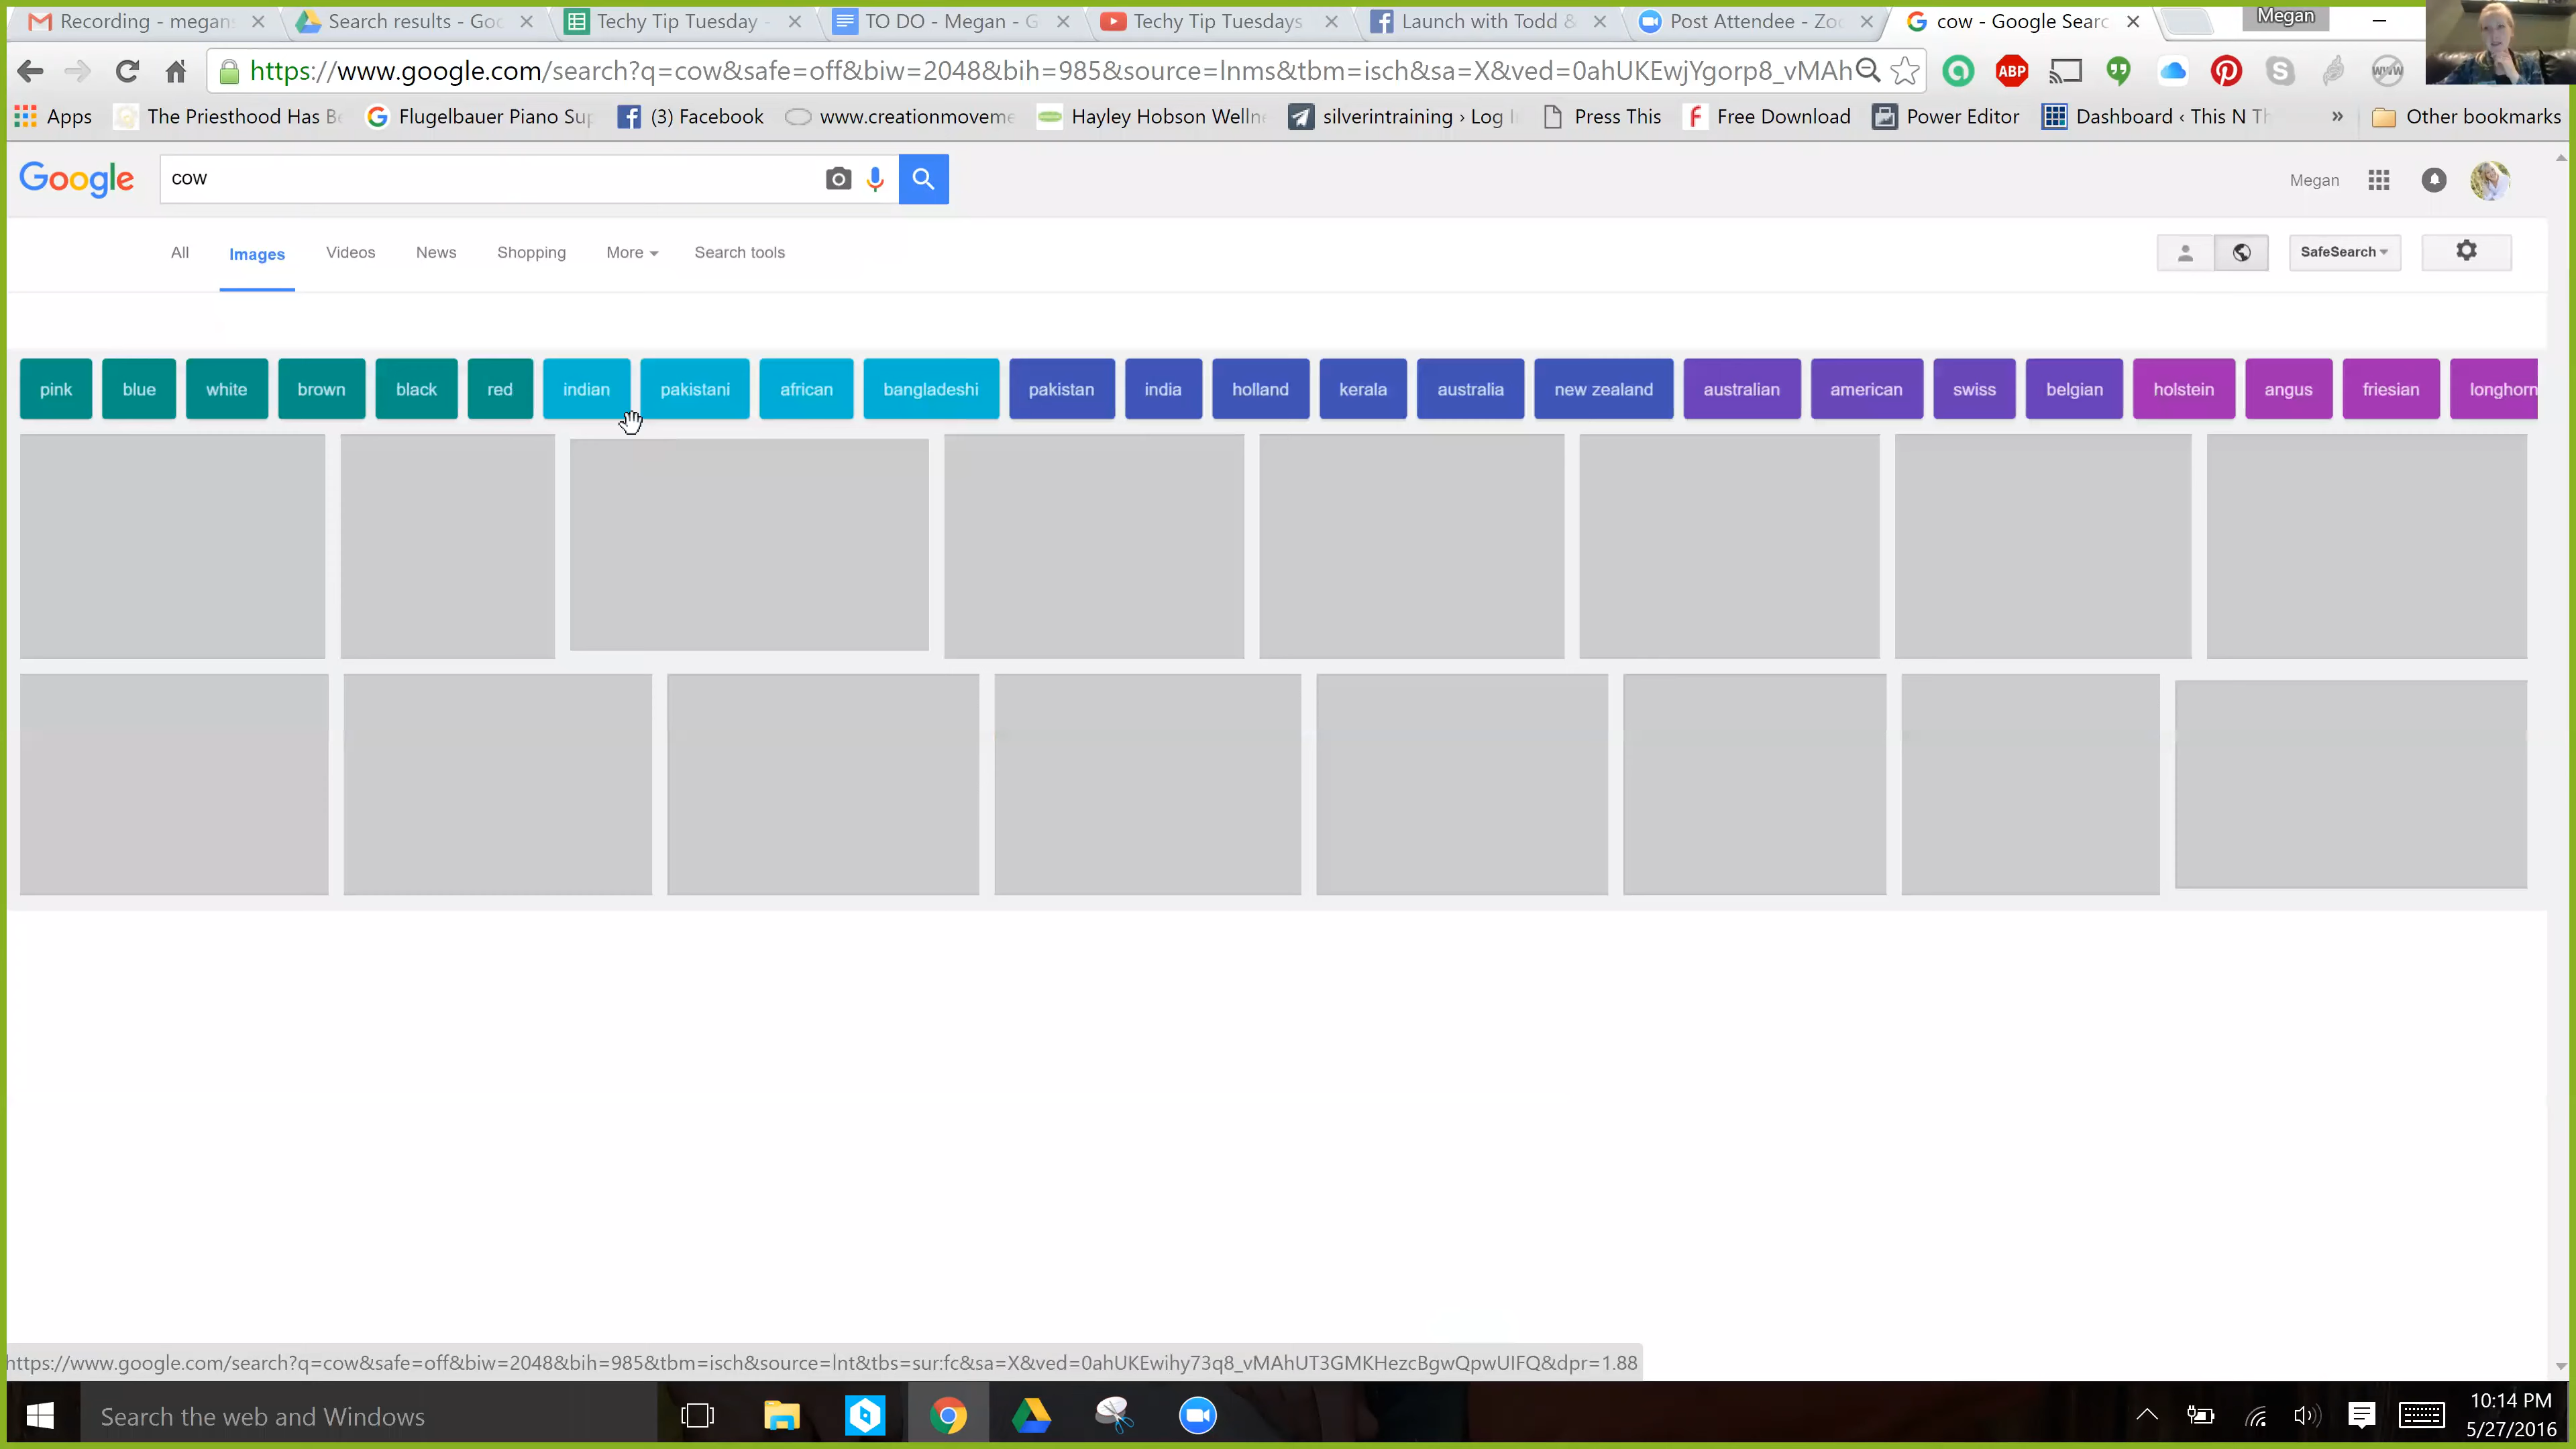 Recording - megans
Search results - Goo
Techy Tip Tuesday -
TO DO - Megan - G
Techy Tip Tuesdays
Launch with Todd &
Post Attendee - Zoo
cow - Google Searc
Megan
https://www.google.com/search?q=cow&safe=off&biw=2048&bih=985&source=lnms&tbm=isch&sa=X&ved=0ahUKEwjYgorp8_vMAh
ABP
www
Apps
The Priesthood Has Be
Flugelbauer Piano Sup
(3) Facebook
www.creationmoveme
Hayley Hobson Wellne
silverintraining › Log I
Press This
Free Download
Power Editor
Dashboard ‹ This N Th
»
Other bookmarks
Google
cow
Megan
All
Images
Videos
News
Shopping
More
Search tools
SafeSearch
pink
blue
white
brown
black
red
indian
pakistani
african
bangladeshi
pakistan
india
holland
kerala
australia
new zealand
australian
american
swiss
belgian
holstein
angus
friesian
longhorn
https://www.google.com/search?q=cow&safe=off&biw=2048&bih=985&tbm=isch&source=lnt&tbs=sur:fc&sa=X&ved=0ahUKEwihy73q8_vMAhUT3GMKHezcBgwQpwUIFQ&dpr=1.88
Search the web and Windows
10:14 PM
5/27/2016